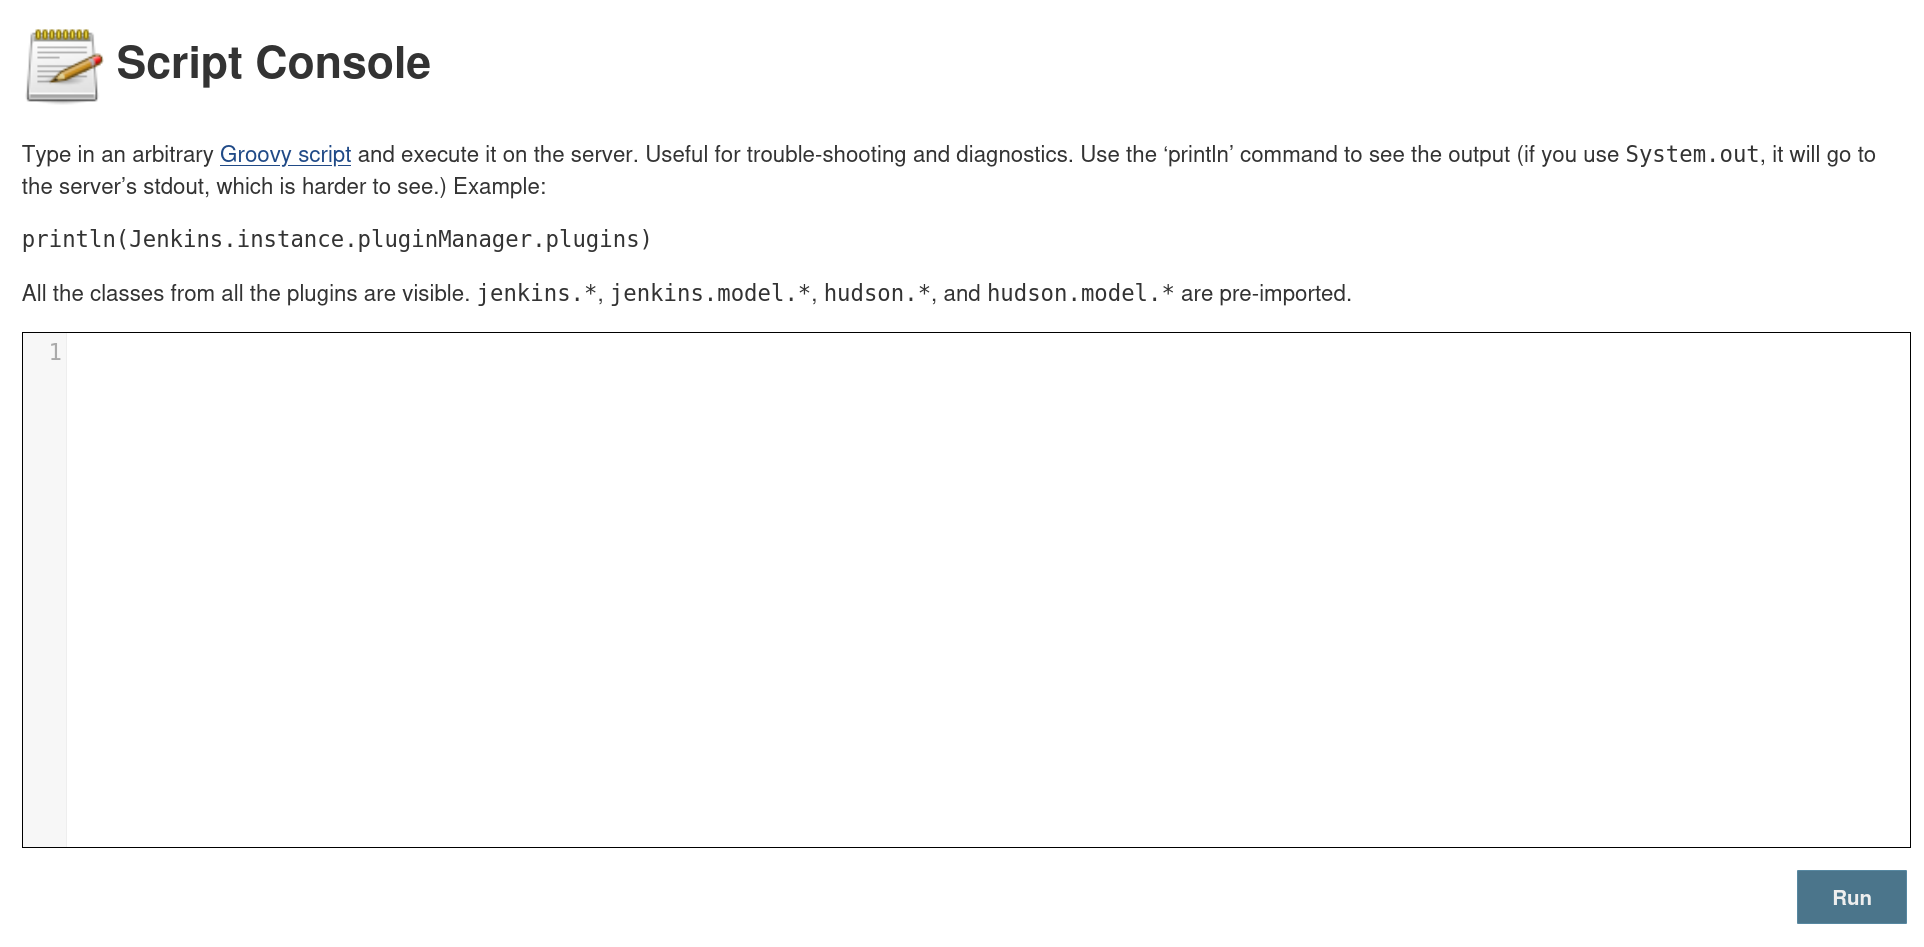 Script Console
Type in an arbitrary Groovy script and execute it on the server. Useful for trouble-shooting and diagnostics. Use the ‘println’ command to see the output (if you use System.out, it will go to
the server’s stdout, which is harder to see.) Example:
println(Jenkins.instance.pluginManager.plugins)
All the classes from all the plugins are visible. jenkins.*, jenkins.model.*, hudson.*, and hudson.model.* are pre-imported.
1
Run